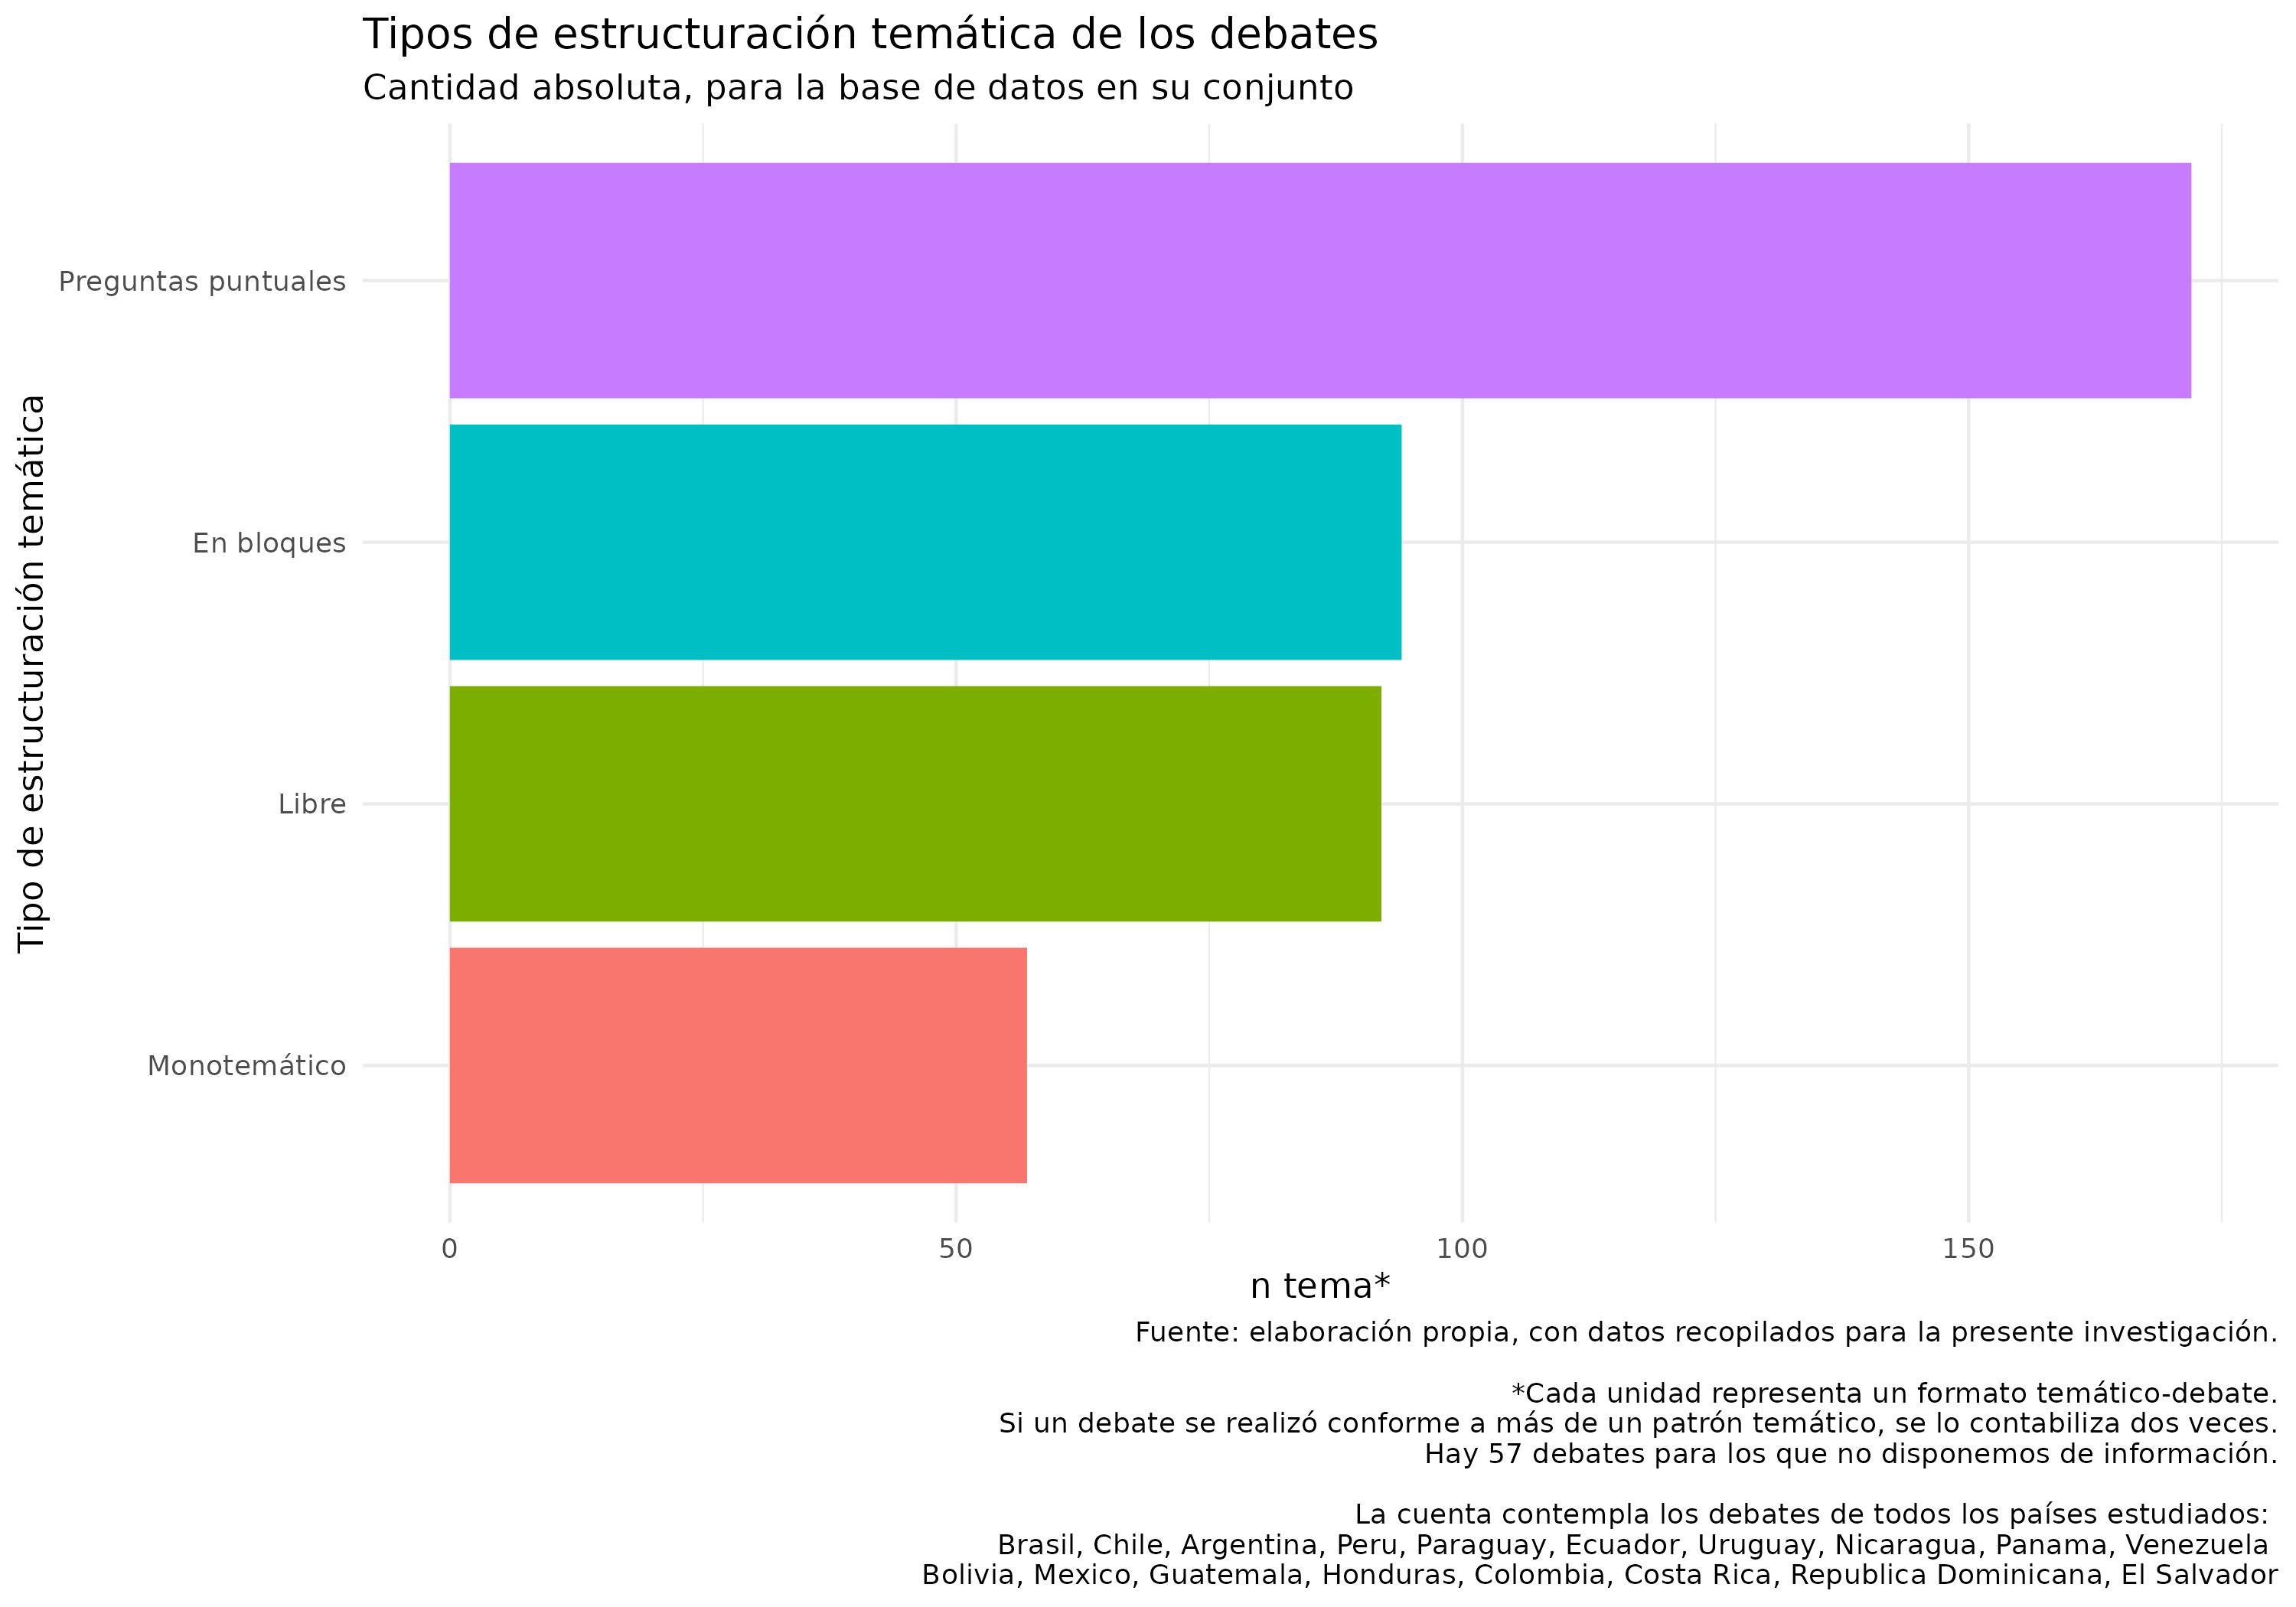 Tipos de estructuración temática de los debates
Cantidad absoluta, para la base de datos en su conjunto
Tipo de estructuración temática
Preguntas puntuales
En bloques
Libre
Monotemático
0 50 100 150
n tema*
Fuente: elaboración propia, con datos recopilados para la presente investigación.
*Cada unidad representa un formato temático-debate.
Si un debate se realizó conforme a más de un patrón temático, se lo contabiliza dos veces.
Hay 57 debates para los que no disponemos de información.
La cuenta contempla los debates de todos los países estudiados:
Brasil, Chile, Argentina, Peru, Paraguay, Ecuador, Uruguay, Nicaragua, Panama, Venezuela
Bolivia, Mexico, Guatemala, Honduras, Colombia, Costa Rica, Republica Dominicana, El Salvador